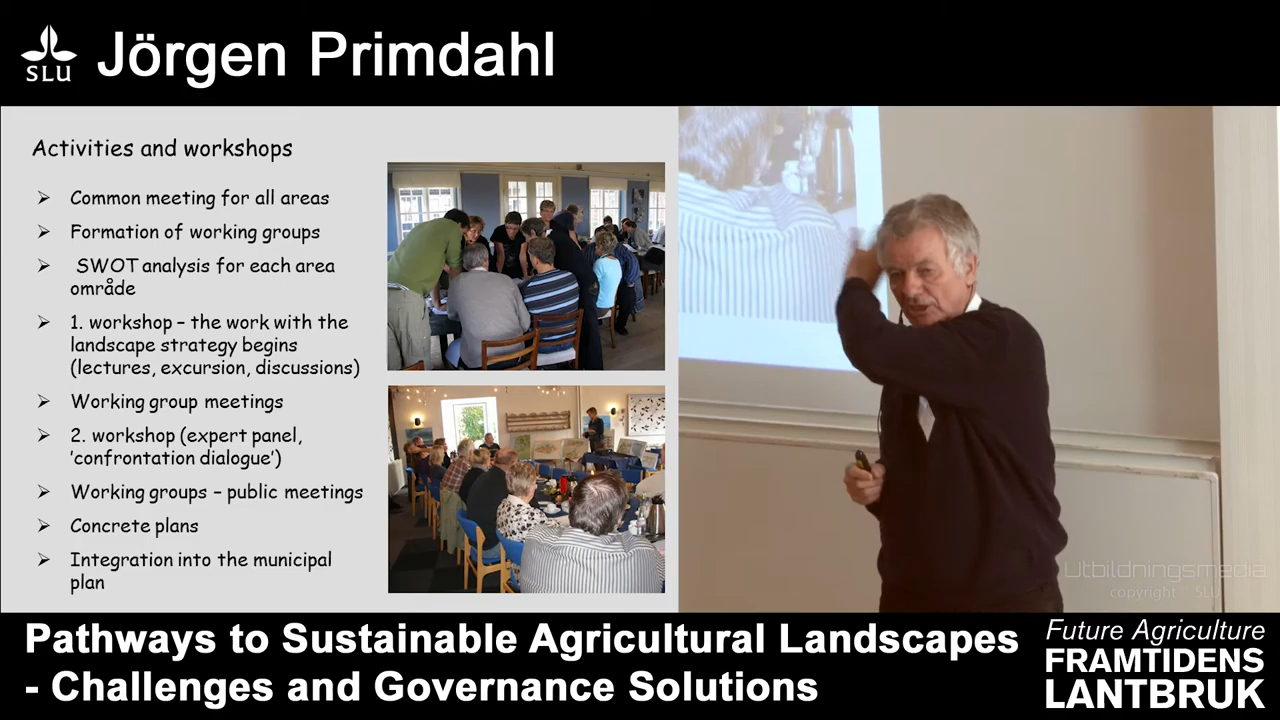 SLU
Jörgen Primdahl
Activities and workshops
Common meeting for all areas
Formation of working groups
SWOT analysis for each area
område
1. workshop – the work with the
landscape strategy begins
(lectures, excursion, discussions)
Working group meetings
2. workshop (expert panel,
'confrontation dialogue')
Working groups – public meetings
Concrete plans
Integration into the municipal
plan
Utbildningsmedia
copyright SLU
Pathways to Sustainable Agricultural Landscapes
- Challenges and Governance Solutions
Future Agriculture
FRAMTIDENS
LANTBRUK